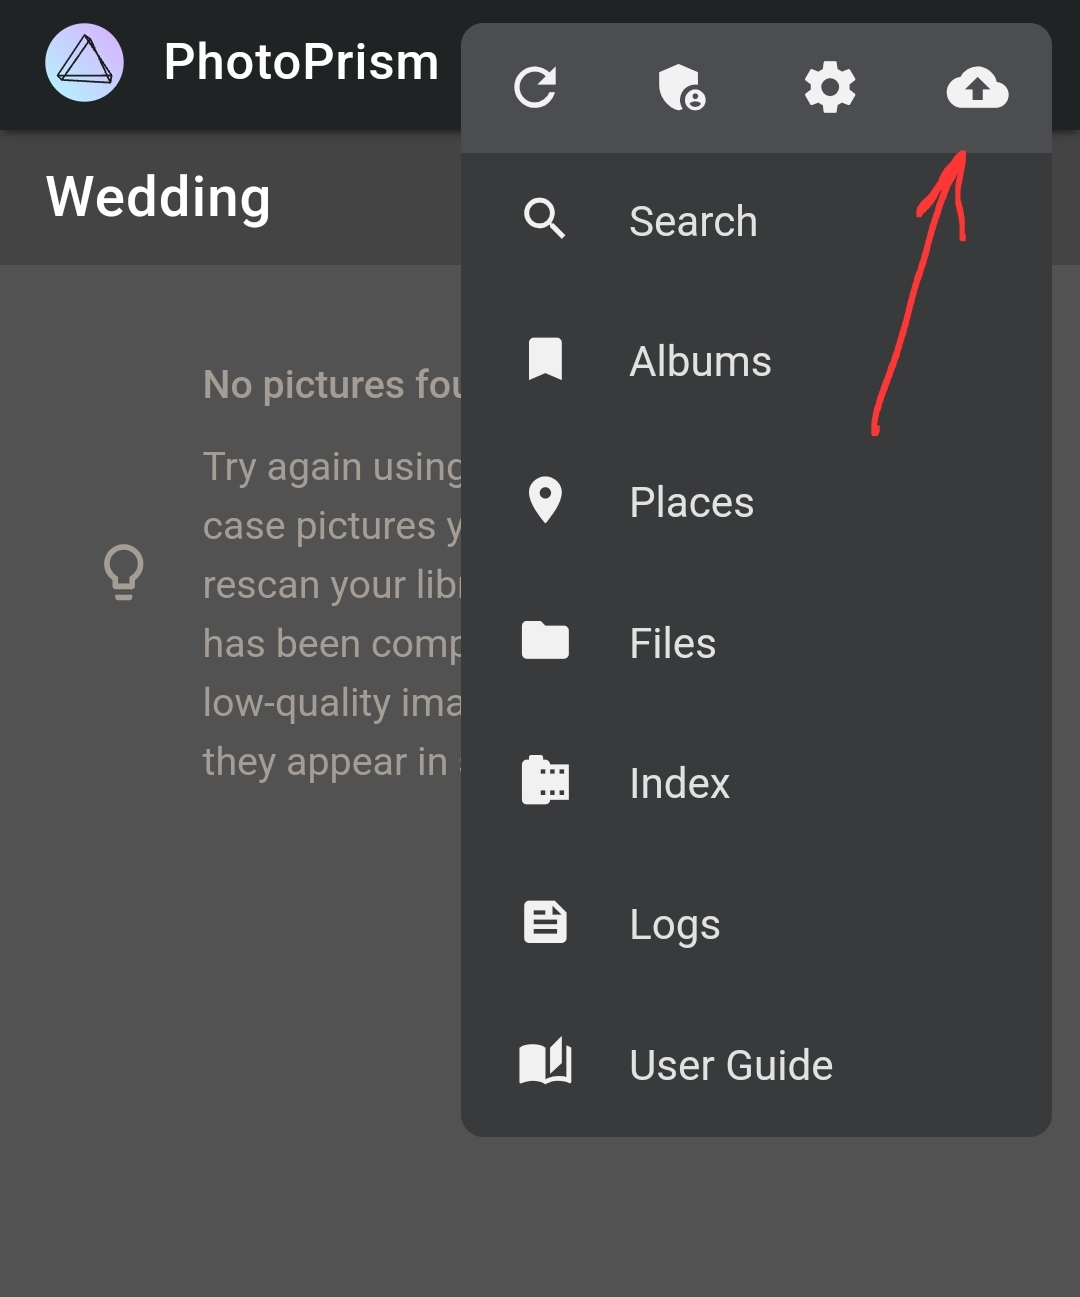 PhotoPrism
Wedding
No pictures fou
Try again using
case pictures y
rescan your lib
has been comp
low-quality ima
they appear in
Search
Albums
Places
Files
Index
Logs
User Guide